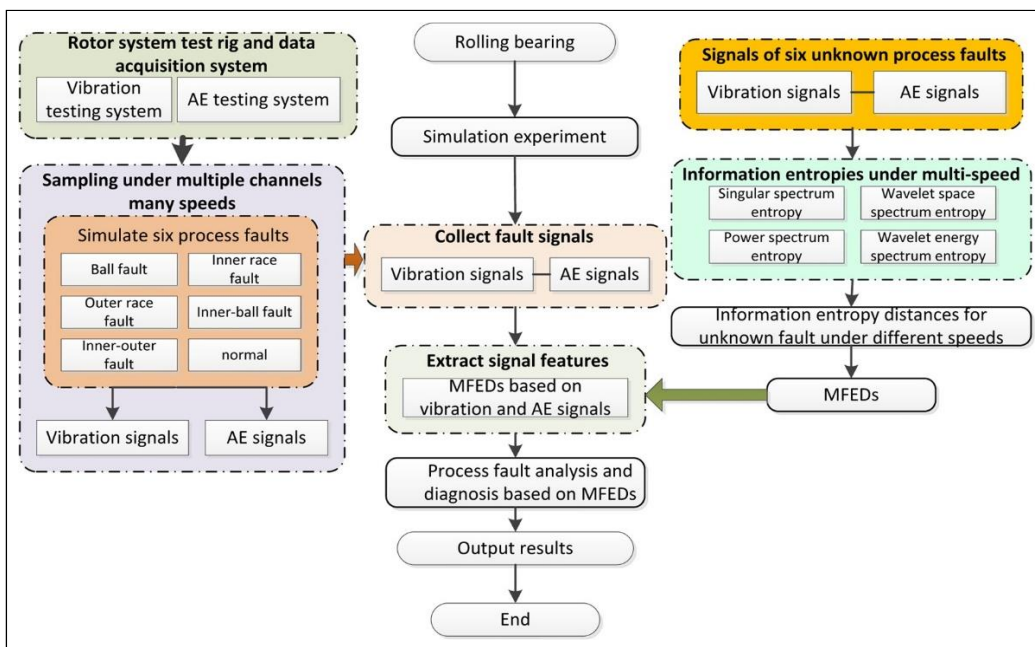 Rotor system test rig and data
acquisition system
Vibration
testing system
AE testing system
Sampling under multiple channels
many speeds
Simulate six process faults
Ball fault
Inner race
fault
Outer race
fault
Inner-ball fault
Inner-outer
fault
normal
Vibration signals
AE signals
Rolling bearing
Simulation experiment
Collect fault signals
Vibration signals
AE signals
Extract signal features
MFEDs based on
vibration and AE signals
Process fault analysis and
diagnosis based on MFEDs
Output results
End
Signals of six unknown process faults
Vibration signals
AE signals
Information entropies under multi-speed
Singular spectrum
entropy
Wavelet space
spectrum entropy
Power spectrum
entropy
Wavelet energy
spectrum entropy
Information entropy distances for
unknown fault under different speeds
MFEDs